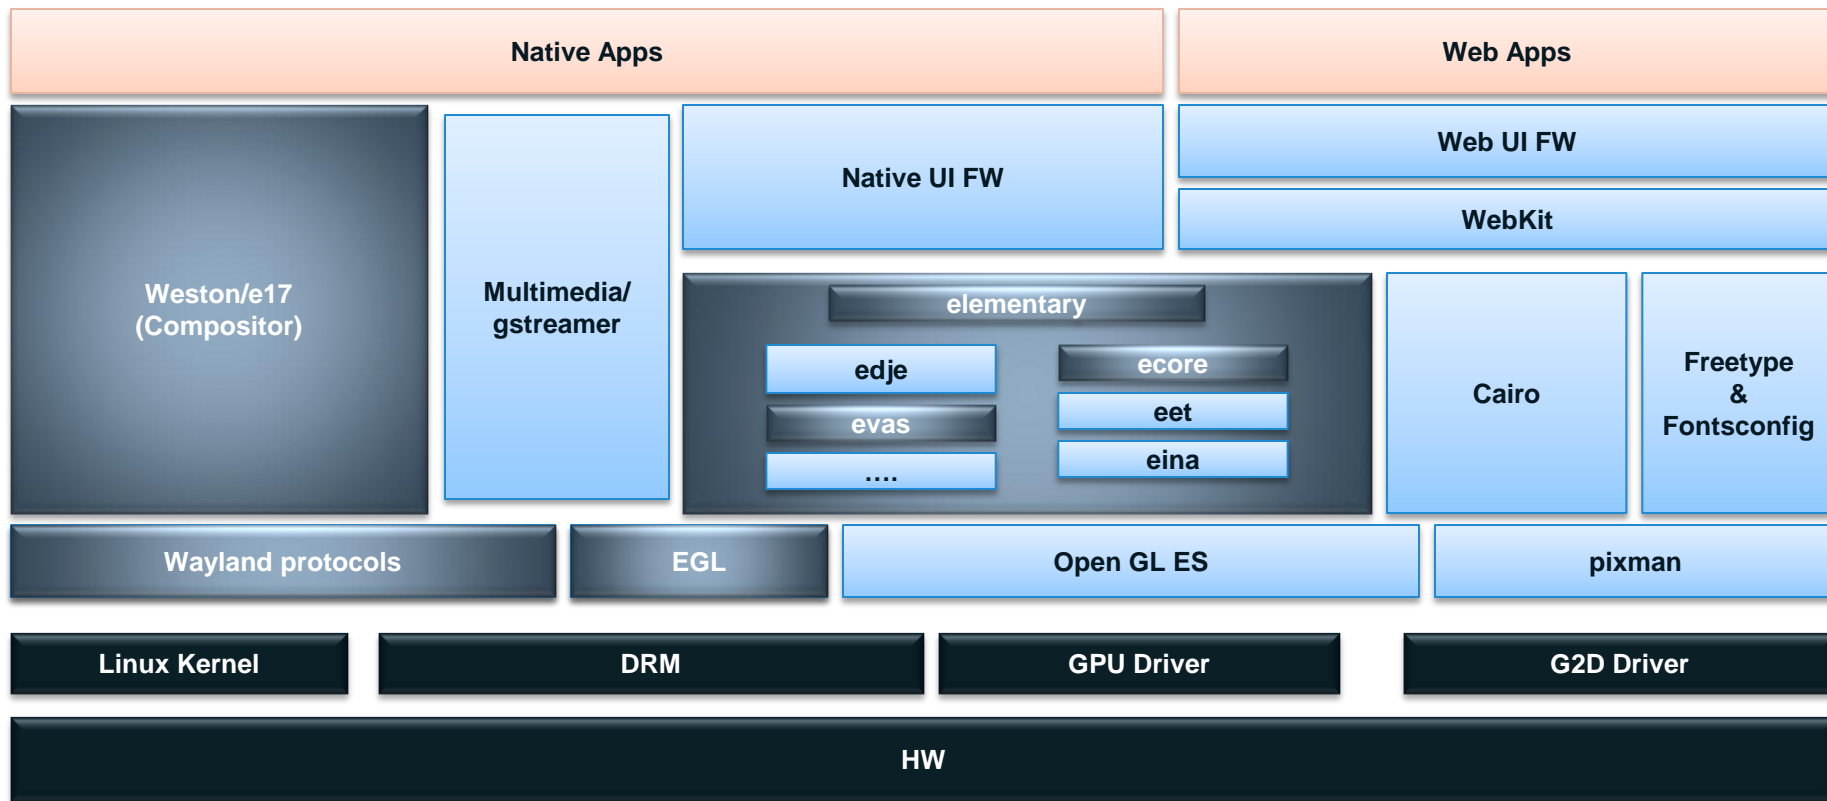 Native Apps
Web Apps
Weston/e17
(Compositor)
Multimedia/
gstreamer
Native UI FW
Web UI FW
WebKit
elementary
edje
evas
....
ecore
eet
eina
Cairo
Freetype
&
Fontsconfig
Wayland protocols
EGL
Open GL ES
pixman
Linux Kernel
DRM
GPU Driver
G2D Driver
HW